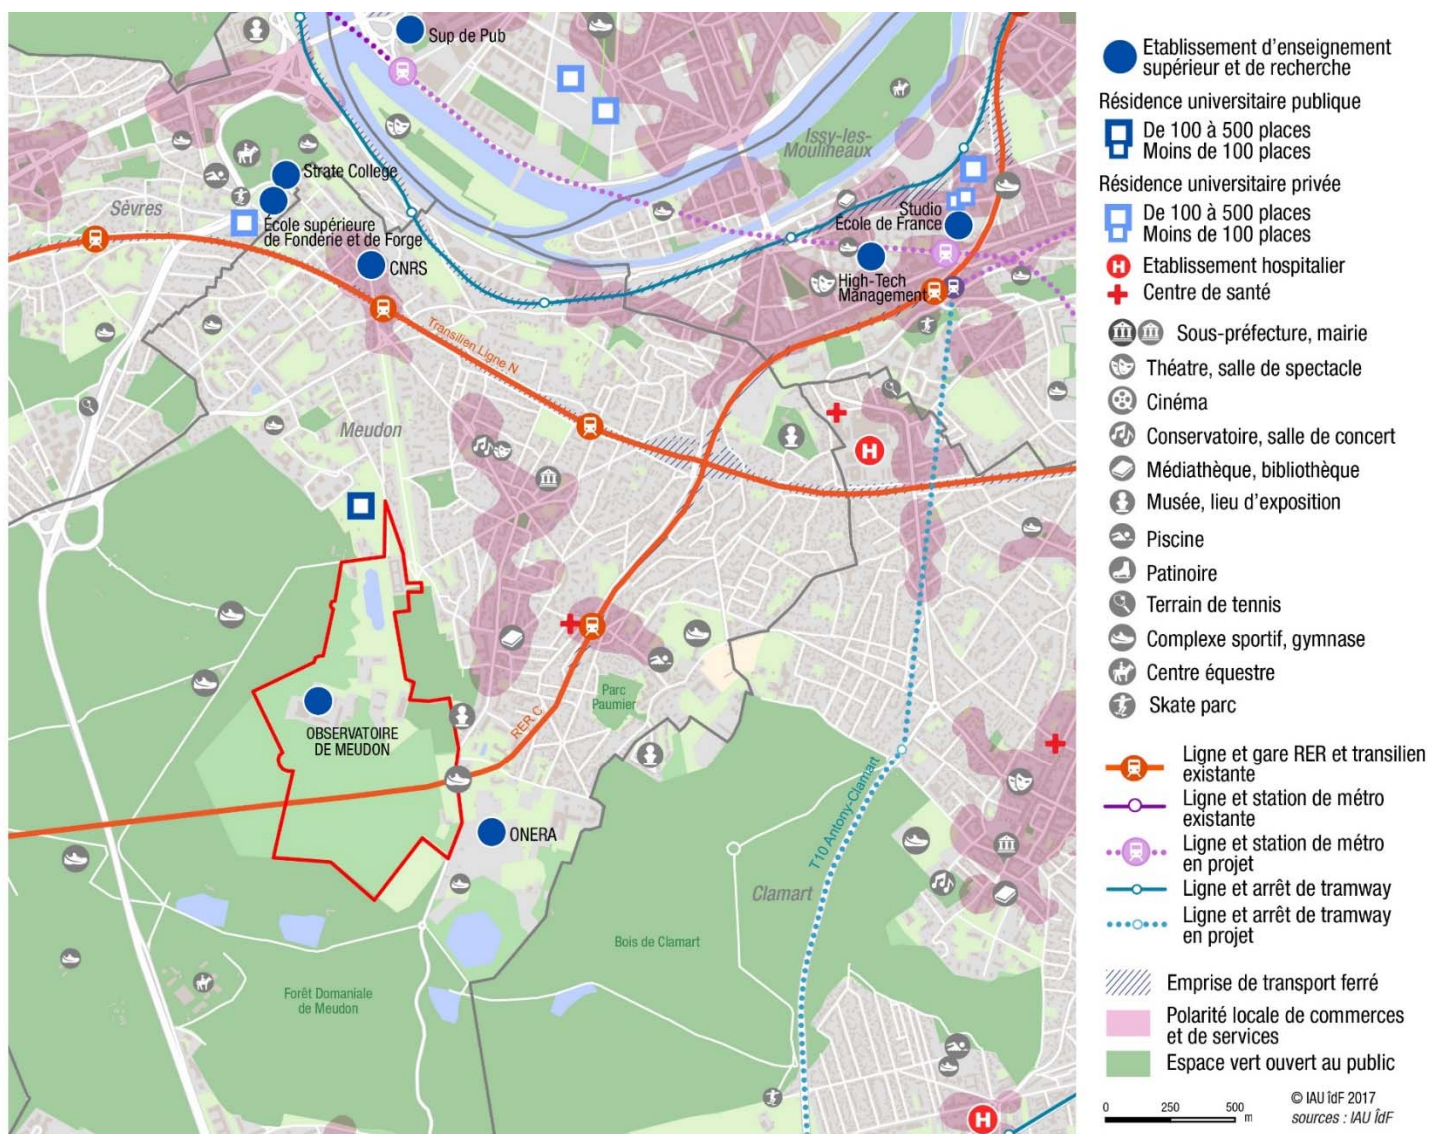 Sup de Pub
Issy-les-
Moulineaux
Strate Collège
Sèvres
École supérieure
de Fonderie et de Forge
CNRS
Studio
École de France
High-Tech
Management
Transilien Ligne N
Meudon
OBSERVATOIRE
DE MEUDON
Parc
Paumier
RER C
ONERA
T10 Antony-Clamart
Clamart
Bois de Clamart
Forêt Domaniale
de Meudon
Etablissement d'enseignement
supérieur et de recherche
Résidence universitaire publique
De 100 à 500 places
Moins de 100 places
Résidence universitaire privée
De 100 à 500 places
Moins de 100 places
H Etablissement hospitalier
Centre de santé
Sous-préfecture, mairie
Théatre, salle de spectacle
Cinéma
Conservatoire, salle de concert
Médiathèque, bibliothèque
Musée, lieu d'exposition
Piscine
Patinoire
Terrain de tennis
Complexe sportif, gymnase
Centre équestre
Skate parc
Ligne et gare RER et transilien
existante
Ligne et station de métro
existante
Ligne et station de métro
en projet
Ligne et arrêt de tramway
Ligne et arrêt de tramway
en projet
Emprise de transport ferré
Polarité locale de commerces
et de services
Espace vert ouvert au public
0 250 500 m
© IAU îdF 2017
sources : IAU ÎdF
H
H